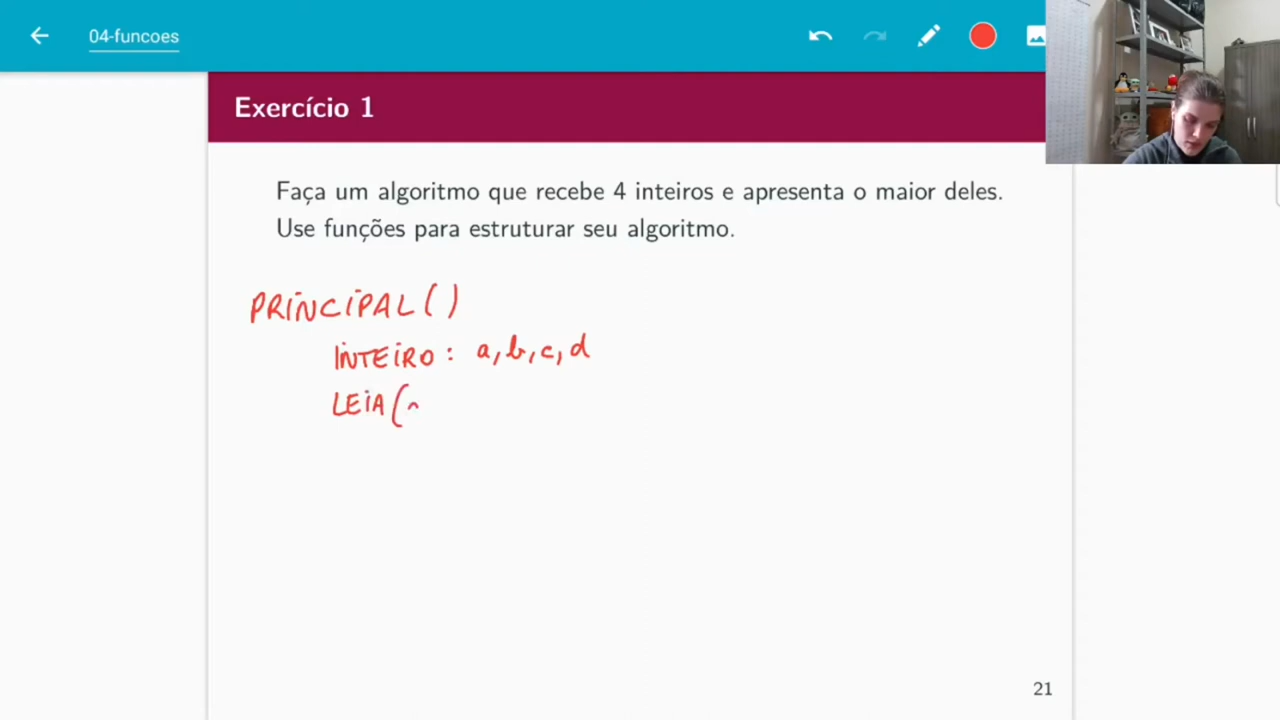 04-funcoes
Exercício 1
Faça um algoritmo que recebe 4 inteiros e apresenta o maior deles.
Use funções para estruturar seu algoritmo.
PRINCIPAL()
INTEIRO: a, b, c, d
LEIA(
21